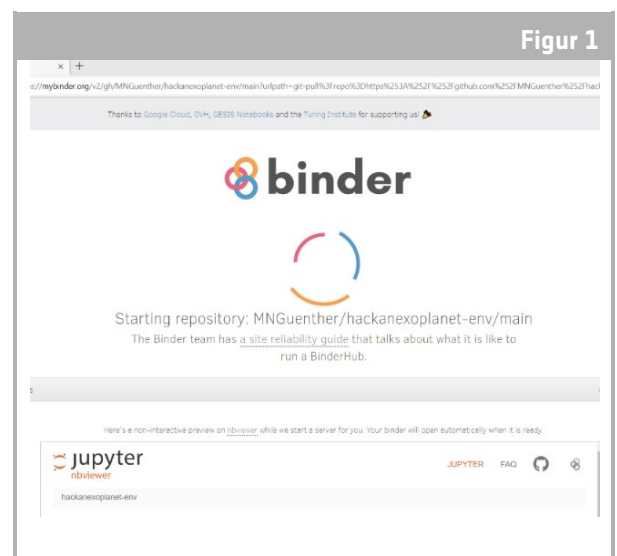 Figur 1
× +
s://mybinder.org/v2/gh/MNGuenther/hackanexoplanet-env/main?urlpath=git-pull%3Frepo%3Dhttps%253A%252F%252Fgithub.com%252FMNGuenther%252Fhack
Thanks to Google Cloud, OVH, GESIS Notebooks and the Turing Institute for supporting us! 🎉
binder
Starting repository: MNGuenther/hackanexoplanet-env/main
The Binder team has a site reliability guide that talks about what it is like to
run a BinderHub.
s
Here's a non-interactive preview on nbviewer while we start a server for you. Your binder will open automatically when it is ready.
jupyter
nbviewer
JUPYTER FAQ
hackanexoplanet-env